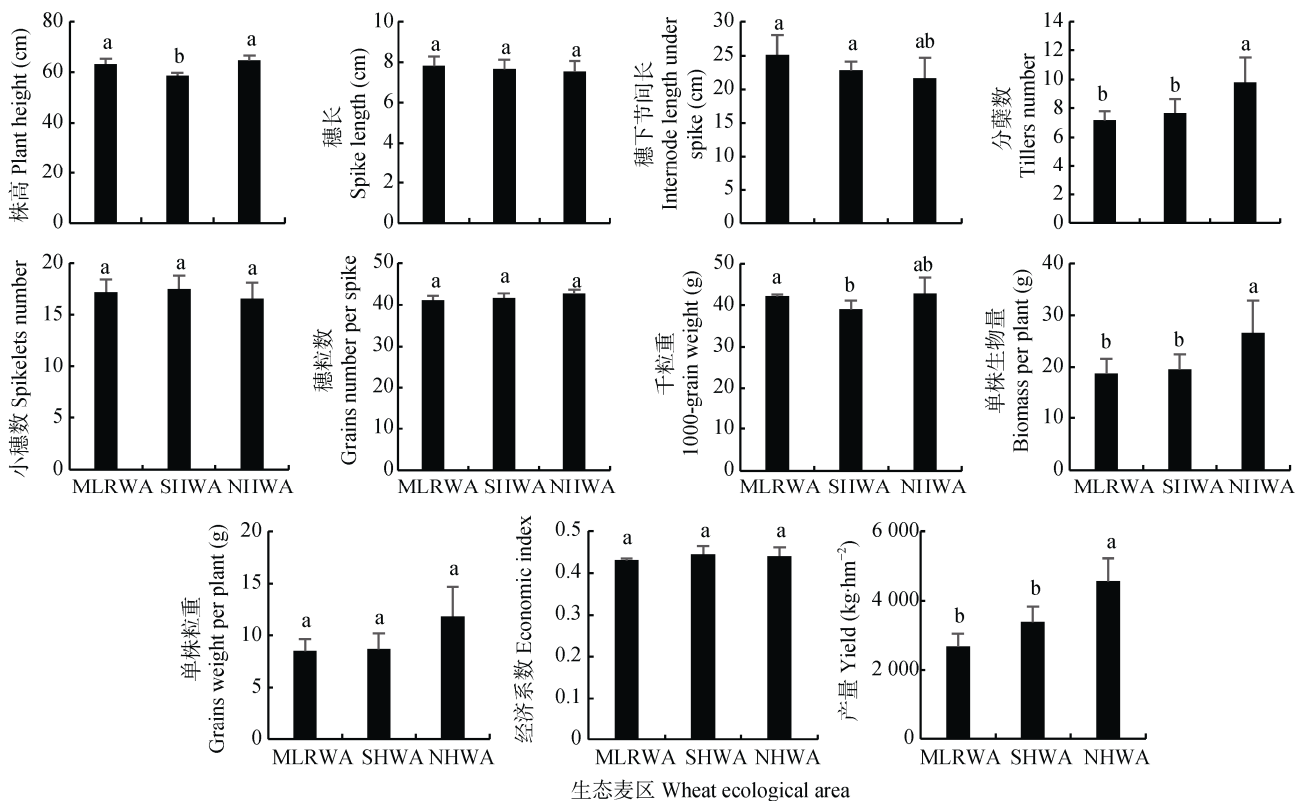 株高 Plant height (cm)
80
60
40
20
0
a
b
a
穗长
Spike length (cm)
10
8
6
4
2
0
a
a
a
穗下节间长
Internode length under
spike (cm)
30
25
20
15
10
5
0
a
a
ab
分蘖数
Tillers number
14
12
10
8
6
4
2
0
b
b
a
小穗数 Spikelets number
20
15
10
5
0
a
a
a
MLRWA SHWA NHWA
穗粒数
Grains number per spike
50
40
30
20
10
0
a
a
a
MLRWA SHWA NHWA
千粒重
1000-grain weight (g)
50
40
30
20
10
0
a
b
ab
MLRWA SHWA NHWA
单株生物量
Biomass per plant (g)
40
30
20
10
0
b
b
a
MLRWA SHWA NHWA
单株粒重
Grains weight per plant (g)
20
15
10
5
0
a
a
a
MLRWA SHWA NHWA
经济系数 Economic index
0.5
0.4
0.3
0.2
0.1
0
a
a
a
MLRWA SHWA NHWA
产量 Yield (kg·hm⁻²)
6 000
4 000
2 000
0
b
b
a
MLRWA SHWA NHWA
生态麦区 Wheat ecological area